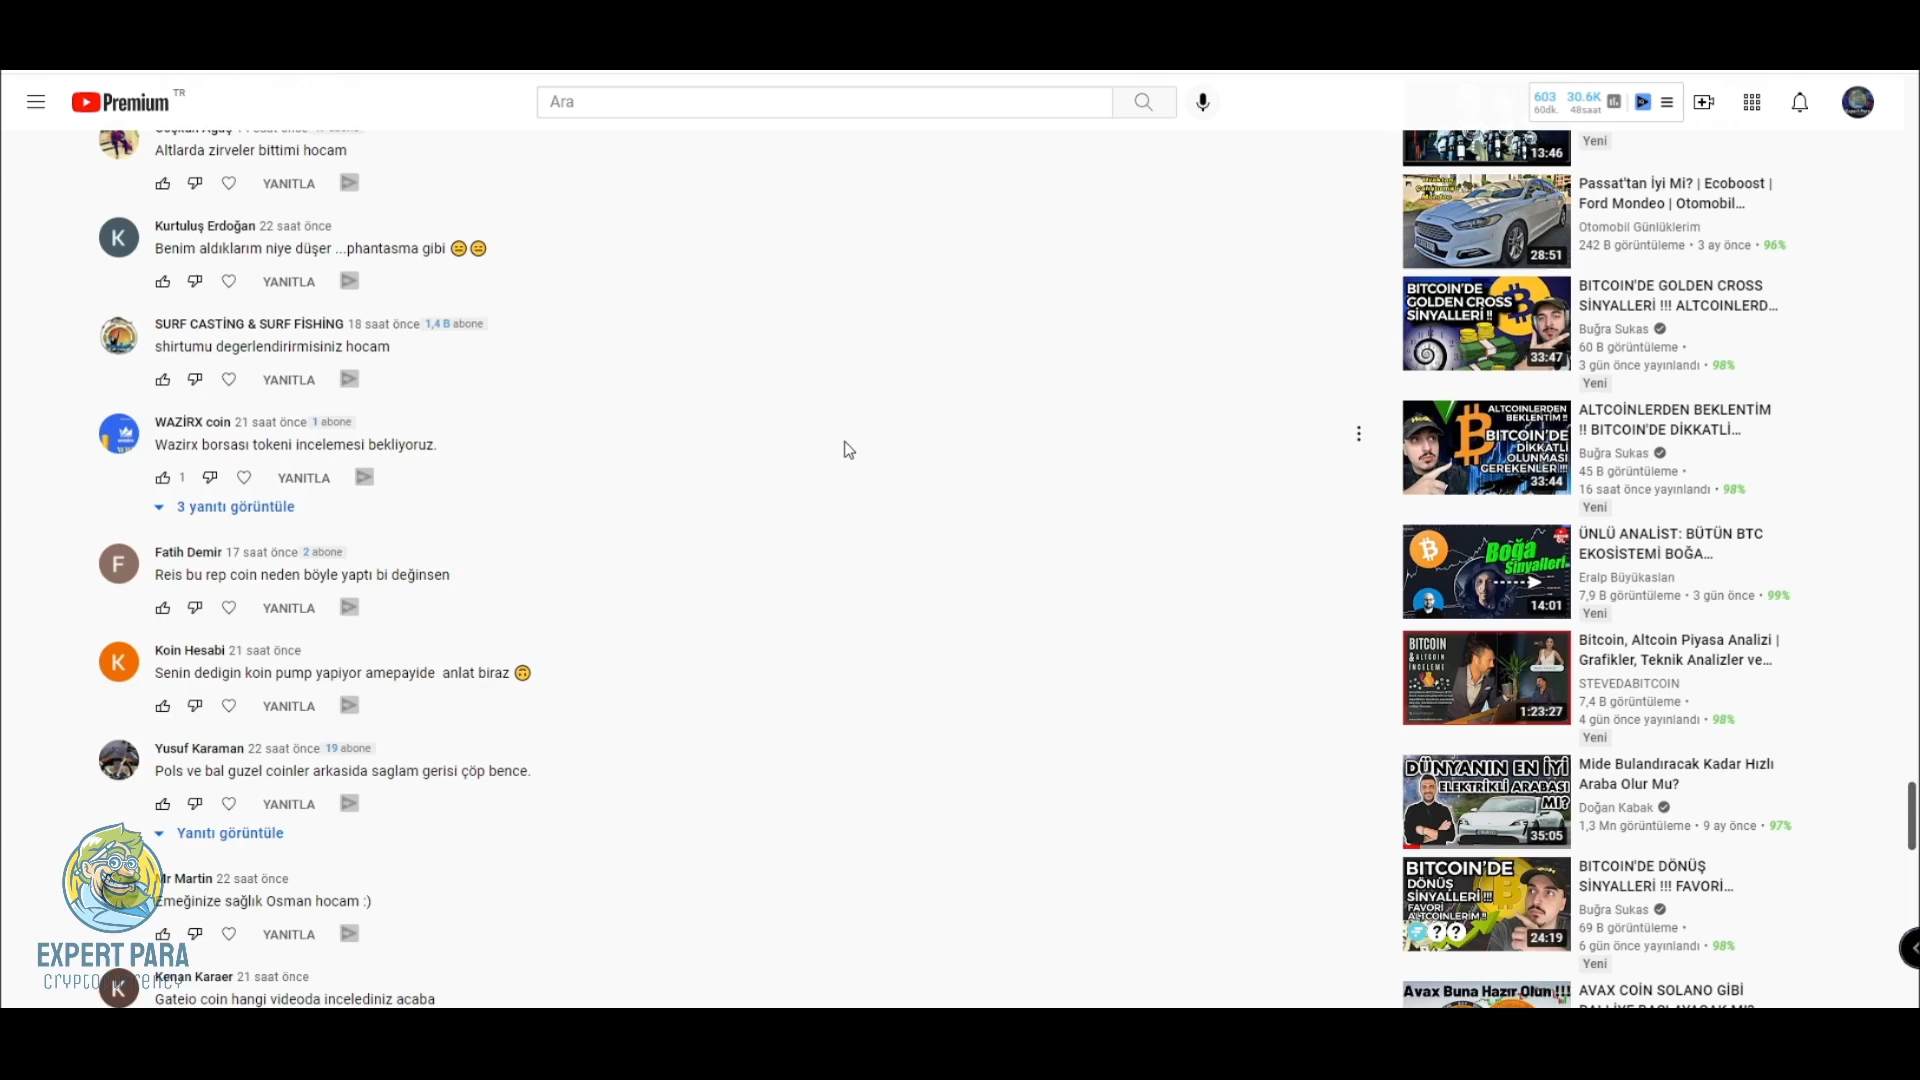 Premium TR
Ara
603 30.6K
60dk. 48saat
Altlarda zirveler bittimi hocam
YANITLA
Kurtuluş Erdoğan 22 saat önce
Benim aldıklarım niye düşer ...phantasma gibi 😑😑
YANITLA
SURF CASTİNG & SURF FİSHİNG 18 saat önce 1,4 B abone
shirtumu degerlendirirmisiniz hocam
YANITLA
WAZİRX coin 21 saat önce 1 abone
Wazirx borsası tokeni incelemesi bekliyoruz.
1 YANITLA
3 yanıtı görüntüle
Fatih Demir 17 saat önce 2 abone
Reis bu rep coin neden böyle yaptı bi değinsen
YANITLA
Koin Hesabi 21 saat önce
Senin dedigin koin pump yapiyor amepayide anlat biraz 🙃
YANITLA
Yusuf Karaman 22 saat önce 19 abone
Pols ve bal guzel coinler arkasida saglam gerisi çöp bence.
YANITLA
Yanıtı görüntüle
Mr Martin 22 saat önce
Emeğinize sağlık Osman hocam :)
YANITLA
Kenan Karaer 21 saat önce
Gateio coin hangi videoda incelediniz acaba
EXPERT PARA
Cryptocurrency
13:46
Yeni
28:51
Passat'tan İyi Mi? | Ecoboost |
Ford Mondeo | Otomobil...
Otomobil Günlüklerim
242 B görüntüleme • 3 ay önce • 96%
BITCOIN'DE
GOLDEN CROSS
SİNYALLERİ !!
33:47
BITCOIN'DE GOLDEN CROSS
SİNYALLERİ !!! ALTCOINLERD...
Buğra Sukas
60 B görüntüleme •
3 gün önce yayınlandı • 98%
Yeni
ALTCOINLERDEN
BEKLENTİM !!
BITCOIN'DE
DİKKATLİ
OLUNMASI
GEREKENLER !!!
33:44
ALTCOİNLERDEN BEKLENTİM
!! BITCOIN'DE DİKKATLİ...
Buğra Sukas
45 B görüntüleme •
16 saat önce yayınlandı • 98%
Yeni
Boğa
Sinyalleri.
14:01
ÜNLÜ ANALİST: BÜTÜN BTC
EKOSİSTEMİ BOĞA...
Eralp Büyükaslan
7,9 B görüntüleme • 3 gün önce • 99%
Yeni
BITCOIN
& ALTCOIN
İNCELEME
1:23:27
Bitcoin, Altcoin Piyasa Analizi |
Grafikler, Teknik Analizler ve...
STEVEDABITCOIN
7,4 B görüntüleme •
4 gün önce yayınlandı • 98%
Yeni
DÜNYANIN EN İYİ
ELEKTRİKLİ ARABASI
MI?
35:05
Mide Bulandıracak Kadar Hızlı
Araba Olur Mu?
Doğan Kabak
1,3 Mn görüntüleme • 9 ay önce • 97%
BITCOIN'DE
DÖNÜŞ
SİNYALLERİ !!!
FAVORİ
ALTCOINLERİM !!
??
24:19
BITCOIN'DE DÖNÜŞ
SİNYALLERİ !!! FAVORİ...
Buğra Sukas
69 B görüntüleme •
6 gün önce yayınlandı • 98%
Yeni
Avax Buna Hazır Olun !!!
AVAX COİN SOLANO GİBİ